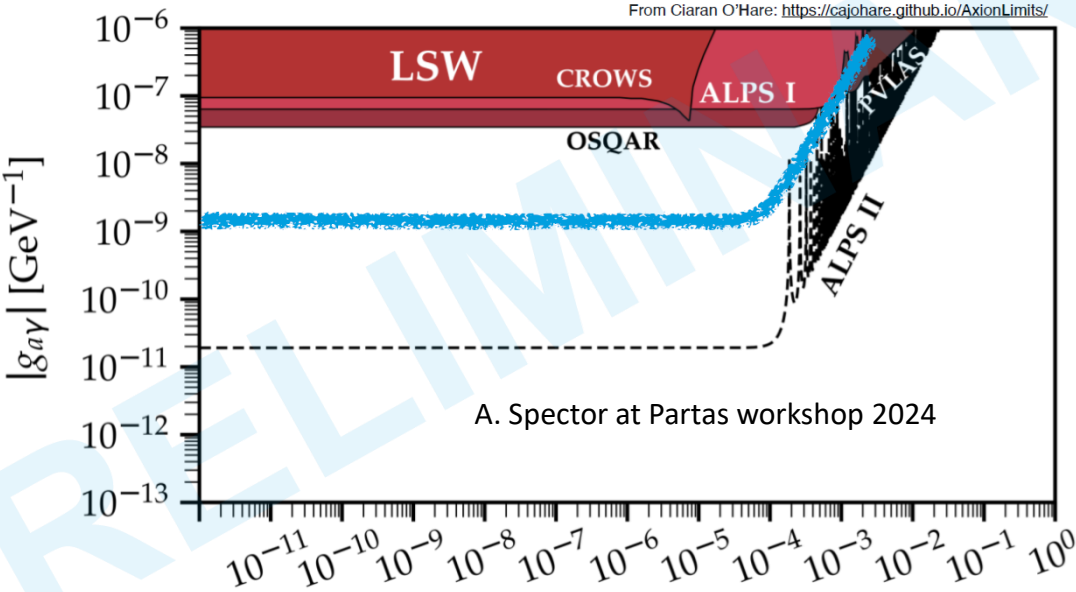 From Ciaran O'Hare: https://cajohare.github.io/AxionLimits/
10⁻⁶
10⁻⁷
10⁻⁸
10⁻⁹
10⁻¹⁰
10⁻¹¹
10⁻¹²
10⁻¹³
|gₐᵧ| [GeV⁻¹]
LSW
CROWS
ALPS I
PVLAS
OSQAR
ALPS II
A. Spector at Partas workshop 2024
10⁻¹¹ 10⁻¹⁰ 10⁻⁹ 10⁻⁸ 10⁻⁷ 10⁻⁶ 10⁻⁵ 10⁻⁴ 10⁻³ 10⁻² 10⁻¹ 10⁰
RELIMINA